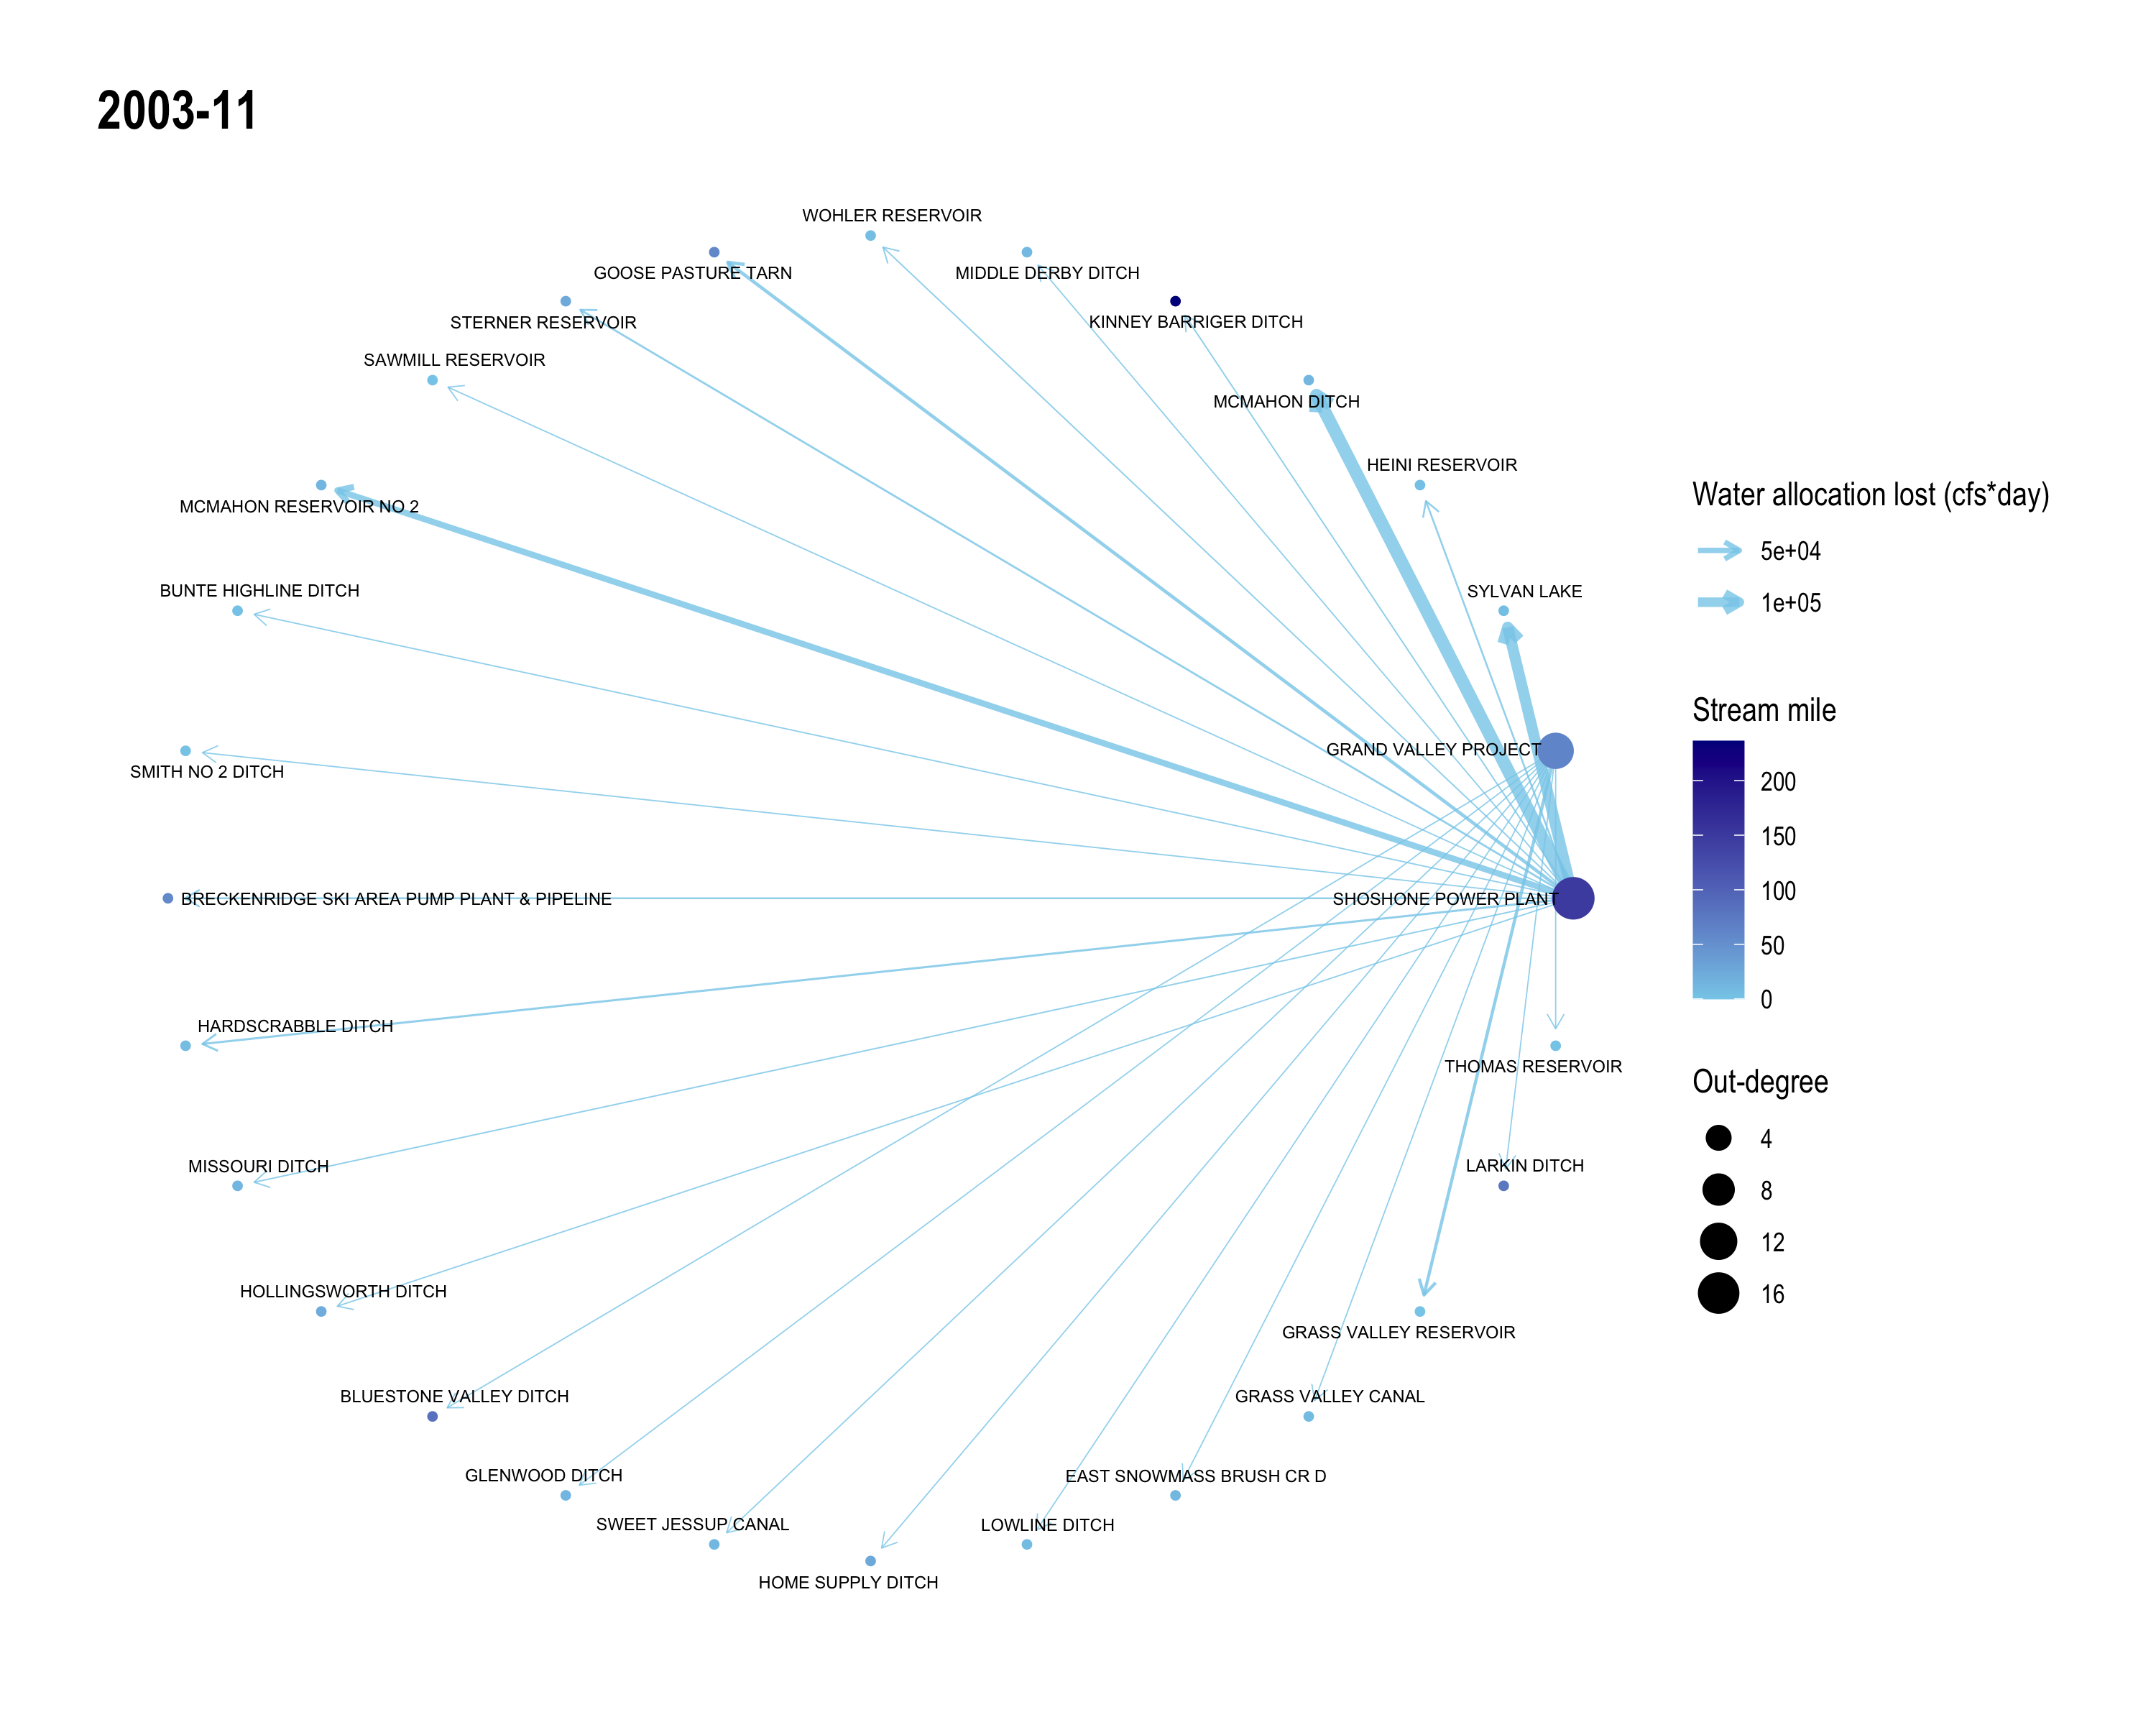 2003-11
WOHLER RESERVOIR
GOOSE PASTURE TARN
MIDDLE DERBY DITCH
STERNER RESERVOIR
KINNEY BARRIGER DITCH
SAWMILL RESERVOIR
MCMAHON DITCH
HEINI RESERVOIR
MCMAHON RESERVOIR NO 2
BUNTE HIGHLINE DITCH
SYLVAN LAKE
GRAND VALLEY PROJECT
SMITH NO 2 DITCH
BRECKENRIDGE SKI AREA PUMP PLANT & PIPELINE
SHOSHONE POWER PLANT
HARDSCRABBLE DITCH
THOMAS RESERVOIR
MISSOURI DITCH
LARKIN DITCH
HOLLINGSWORTH DITCH
GRASS VALLEY RESERVOIR
BLUESTONE VALLEY DITCH
GRASS VALLEY CANAL
GLENWOOD DITCH
EAST SNOWMASS BRUSH CR D
SWEET JESSUP CANAL
LOWLINE DITCH
HOME SUPPLY DITCH
Water allocation lost (cfs*day)
5e+04
1e+05
Stream mile
200
150
100
50
0
Out-degree
4
8
12
16